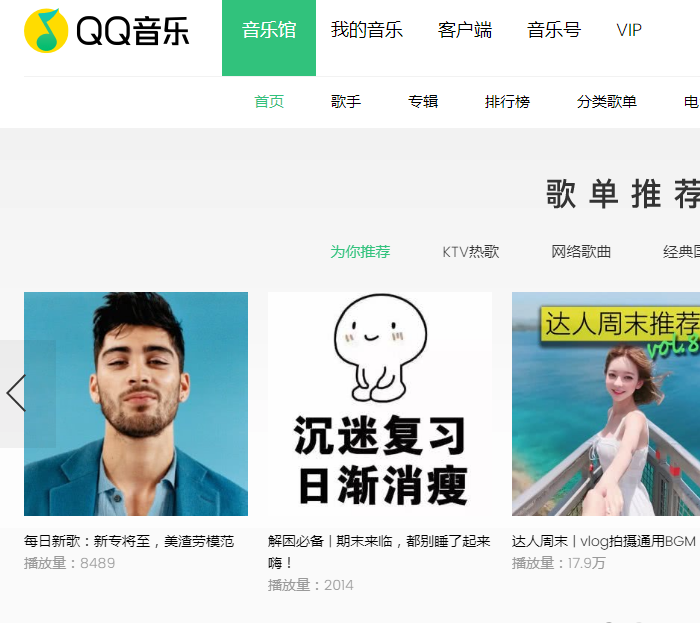 QQ音乐
音乐馆 我的音乐 客户端 音乐号 VIP
首页 歌手 专辑 排行榜 分类歌单 电
歌单推荐
为你推荐 KTV热歌 网络歌曲 经典
达人周末推荐
vol.8
沉迷复习
日渐消瘦
每日新歌：新专将至，美渣劳模范
播放量：8489
解困必备 | 期末来临，都别睡了起来
嗨！
播放量：2014
达人周末 | vlog拍摄通用BGM
播放量：17.9万